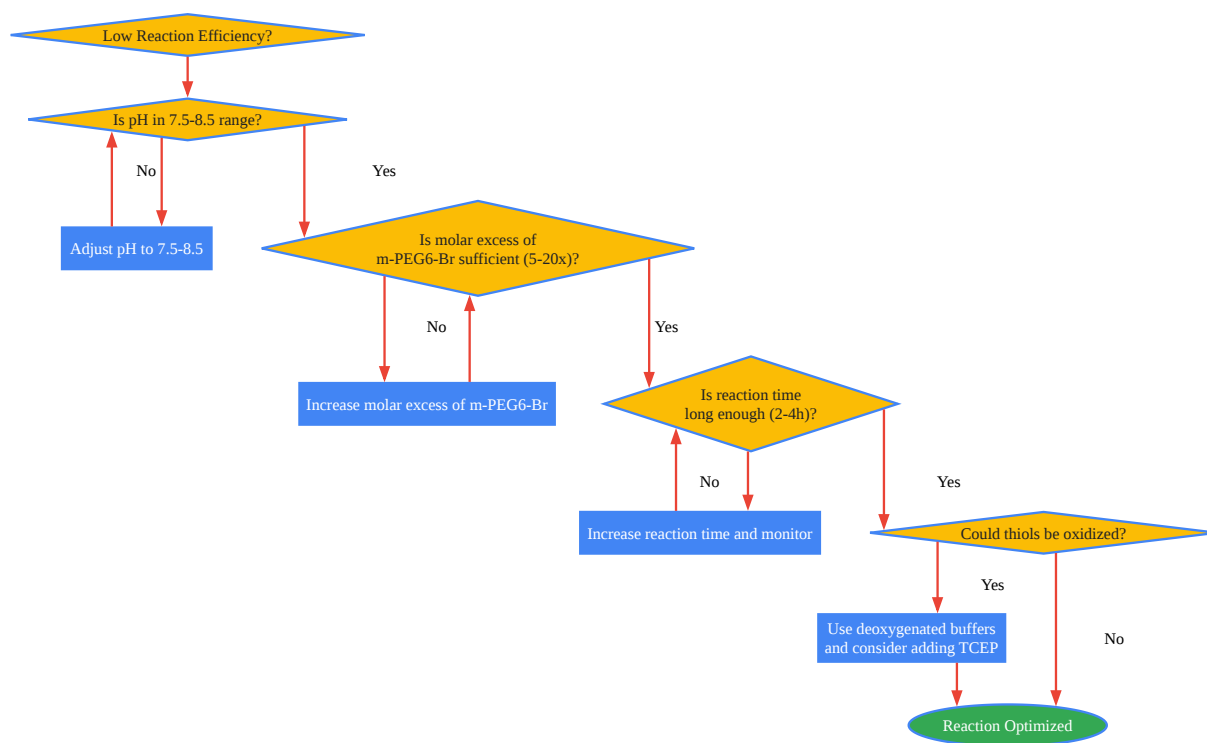 Low Reaction Efficiency?
Is pH in 7.5-8.5 range?
No
Yes
Adjust pH to 7.5-8.5
Is molar excess of
m-PEG6-Br sufficient (5-20x)?
No
Yes
Increase molar excess of m-PEG6-Br
Is reaction time
long enough (2-4h)?
No
Yes
Increase reaction time and monitor
Could thiols be oxidized?
Yes
No
Use deoxygenated buffers
and consider adding TCEP
Reaction Optimized